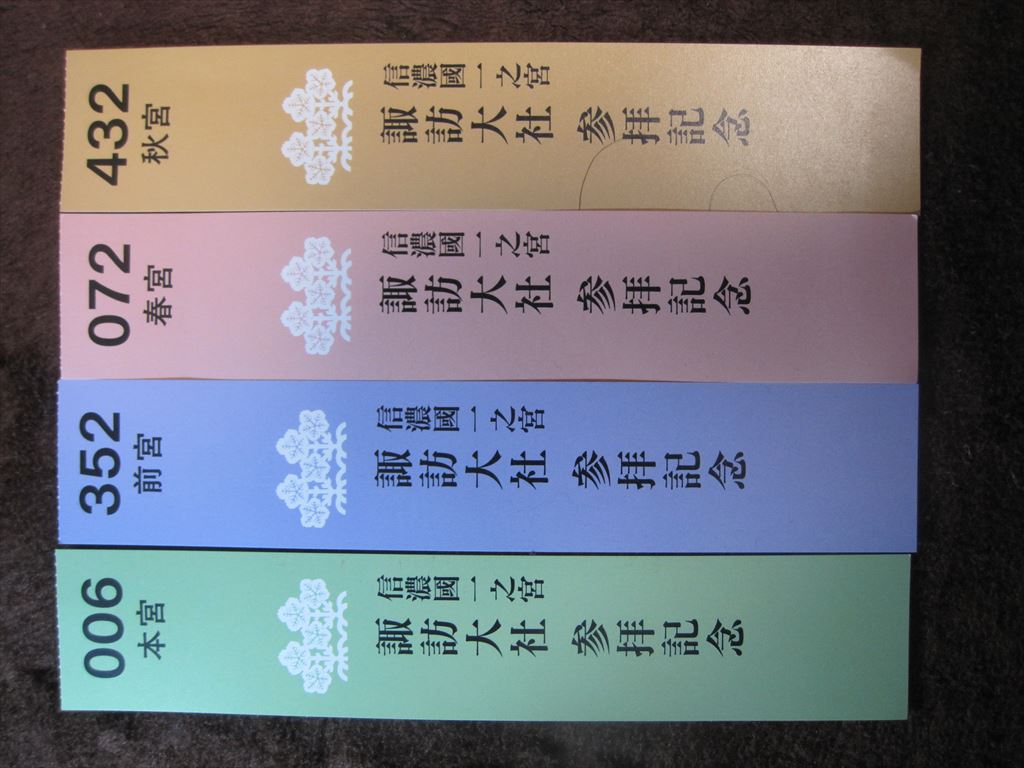 432
秋宮
信濃國一之宮
諏訪大社 参拝記念
072
春宮
信濃國一之宮
諏訪大社 参拝記念
352
前宮
信濃國一之宮
諏訪大社 参拝記念
006
本宮
信濃國一之宮
諏訪大社 参拝記念